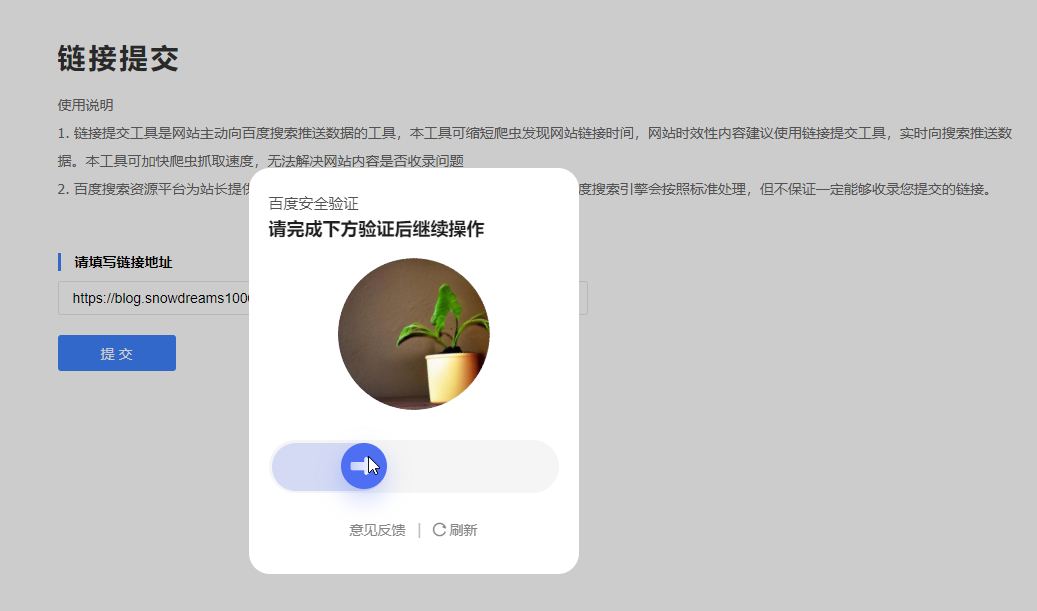 链接提交
使用说明
1. 链接提交工具是网站主动向百度搜索推送数据的工具，本工具可缩短爬虫发现网站链接时间，网站时效性内容建议使用链接提交工具，实时向搜索推送数
据。本工具可加快爬虫抓取速度，无法解决网站内容是否收录问题
2. 百度搜索资源平台为站长提供
度搜索引擎会按照标准处理，但不保证一定能够收录您提交的链接。
百度安全验证
请完成下方验证后继续操作
请填写链接地址
https://blog.snowdreams100
提交
意见反馈 | 刷新